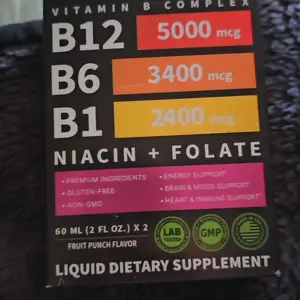 VITAMIN B COMPLEX
B12 5000 mcg
B6 3400 mcg
B1 2400 mcg
NIACIN + FOLATE
• PREMIUM INGREDIENTS • ENERGY SUPPORT*
• GLUTEN-FREE • BRAIN & MOOD SUPPORT*
• NON-GMO • HEART & IMMUNE SUPPORT*
60 ML (2 FL OZ.) X 2
FRUIT PUNCH FLAVOR
LAB
TESTED
GMP
LIQUID DIETARY SUPPLEMENT